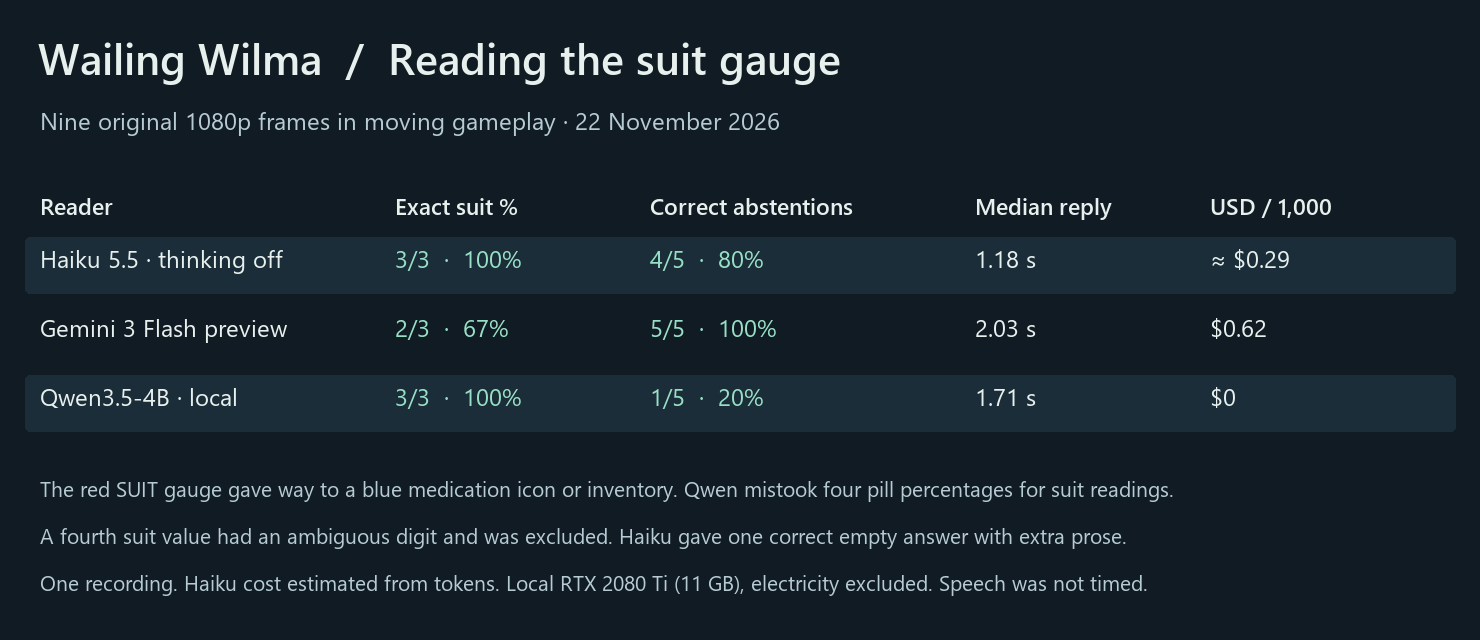 Wailing Wilma / Reading the suit gauge
Nine original 1080p frames in moving gameplay · 22 November 2026
Reader Exact suit % Correct abstentions Median reply USD / 1,000
Haiku 5.5 · thinking off 3/3 · 100% 4/5 · 80% 1.18 s ≈ $0.29
Gemini 3 Flash preview 2/3 · 67% 5/5 · 100% 2.03 s $0.62
Qwen3.5-4B · local 3/3 · 100% 1/5 · 20% 1.71 s $0
The red SUIT gauge gave way to a blue medication icon or inventory. Qwen mistook four pill percentages for suit readings.
A fourth suit value had an ambiguous digit and was excluded. Haiku gave one correct empty answer with extra prose.
One recording. Haiku cost estimated from tokens. Local RTX 2080 Ti (11 GB), electricity excluded. Speech was not timed.